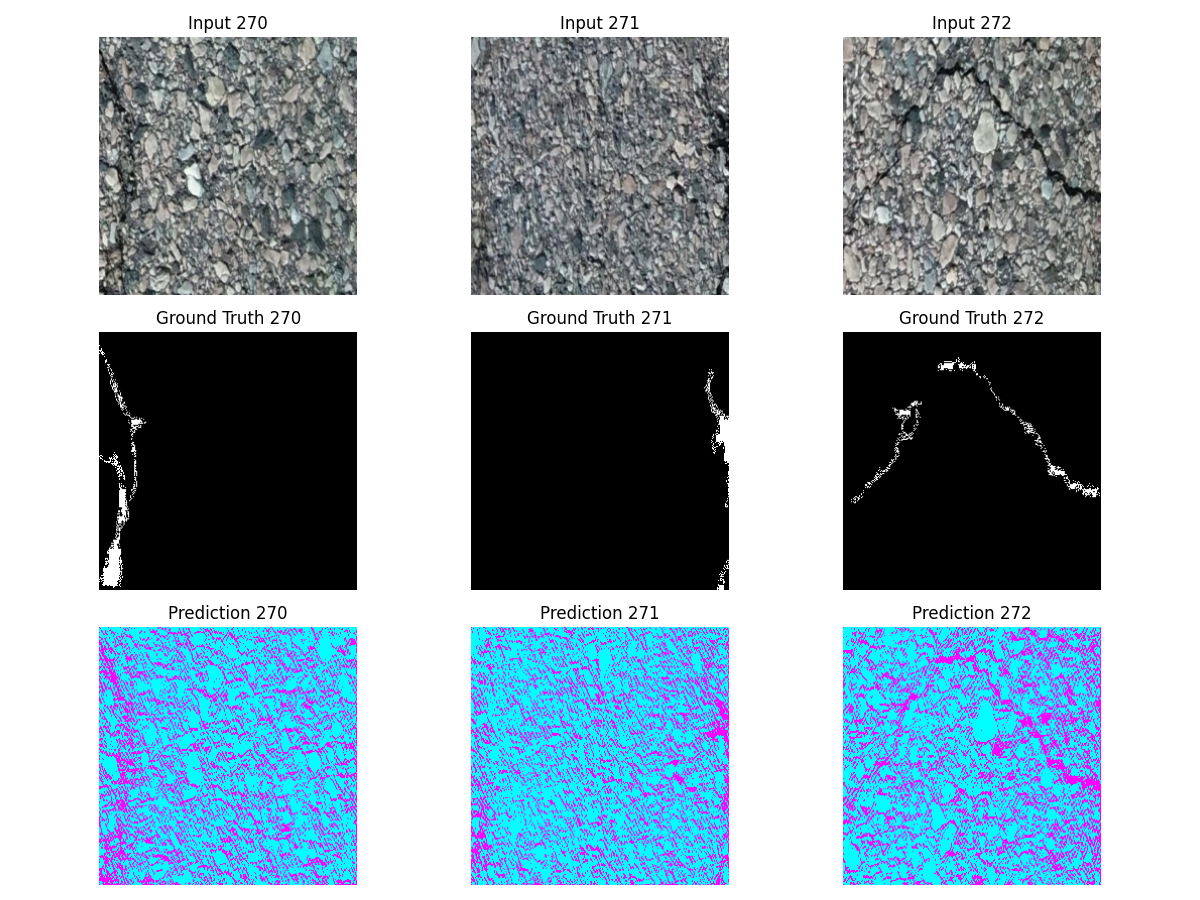 Input 270
Input 271
Input 272
Ground Truth 270
Ground Truth 271
Ground Truth 272
Prediction 270
Prediction 271
Prediction 272